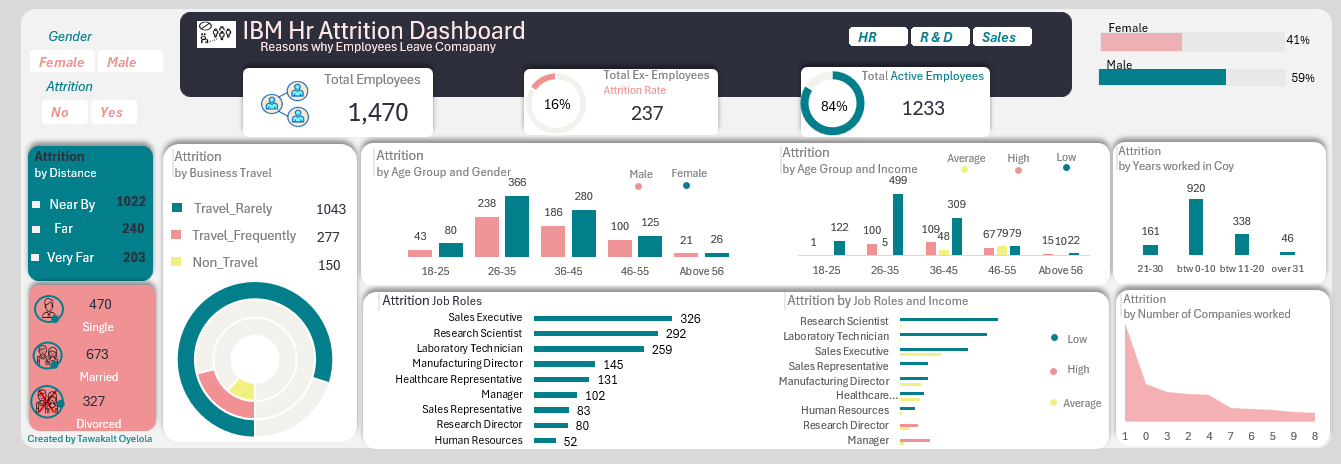 Gender
Female Male
Attrition
No Yes
IBM Hr Attrition Dashboard
Reasons why Employees Leave Comapany
HR R & D Sales
Female
41%
Male
59%
Total Employees
1,470
Total Ex- Employees
Attrition Rate
16%
237
Total Active Employees
84%
1233
Attrition
by Distance
Near By 1022
Far 240
Very Far 203
470
Single
673
Married
327
Divorced
Created by Tawakalt Oyelola
Attrition
by Business Travel
Travel_Rarely 1043
Travel_Frequently 277
Non_Travel 150
Attrition
by Age Group and Gender
Male Female
43 80 238 366 186 280 100 125 21 26
18-25 26-35 36-45 46-55 Above 56
Attrition
by Age Group and Income
Average High Low
1 122 100 5 499 109 48 309 67 79 79 15 10 22
18-25 26-35 36-45 46-55 Above 56
Attrition
by Years worked in Coy
161 920 338 46
21-30 btw 0-10 btw 11-20 over 31
Attrition Job Roles
Sales Executive 326
Research Scientist 292
Laboratory Technician 259
Manufacturing Director 145
Healthcare Representative 131
Manager 102
Sales Representative 83
Research Director 80
Human Resources 52
Attrition by Job Roles and Income
Research Scientist
Laboratory Technician
Sales Executive
Sales Representative
Manufacturing Director
Healthcare...
Human Resources
Research Director
Manager
Low
High
Average
Attrition
by Number of Companies worked
1 0 3 2 4 7 6 5 9 8